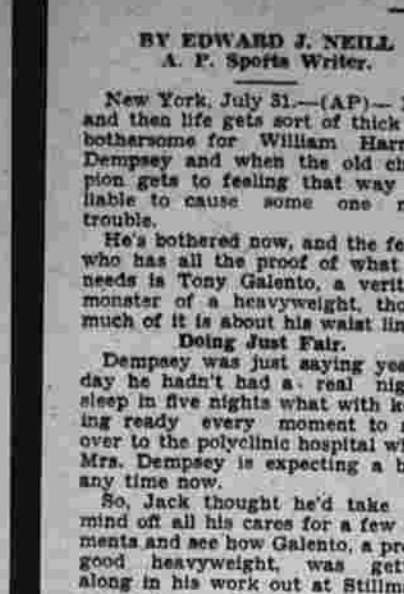 BY EDWARD J. NEILL
A. P. Sports Writer.
New York, July 31.—(AP)—
and then life gets sort of thick
bothersome for William Harr
Dempsey and when the old ch
pion gets to feeling that way
liable to cause some one
trouble.
He's bothered now, and the fe
who has all the proof of what
needs is Tony Galento, a verit
monster of a heavyweight, tho
much of it is about his waist lin
Doing Just Fair.
Dempsey was just saying yes
day he hadn't had a real nig
sleep in five nights what with k
ing ready every moment to
over to the polyclinic hospital w
Mrs. Dempsey is expecting a b
any time now.
So, Jack thought he'd take
mind off all his cares for a few
ments and see how Galento, a pr
good heavyweight, was gett
along in his work out at Stillm